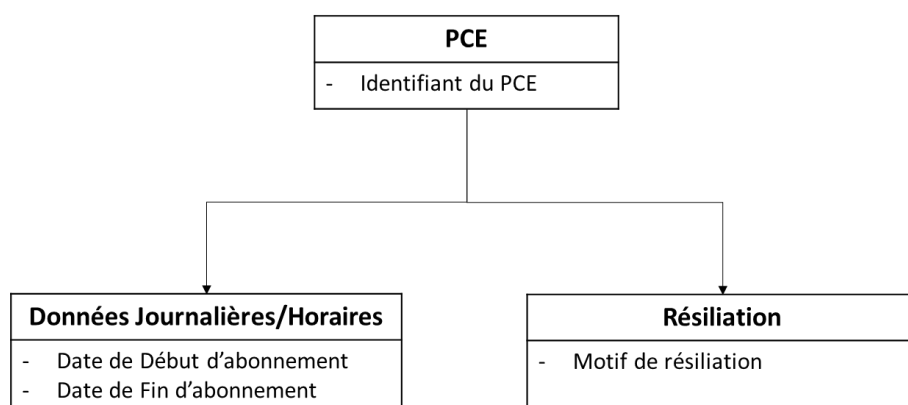 PCE
- Identifiant du PCE
Données Journalières/Horaires
- Date de Début d'abonnement
- Date de Fin d'abonnement
Résiliation
- Motif de résiliation